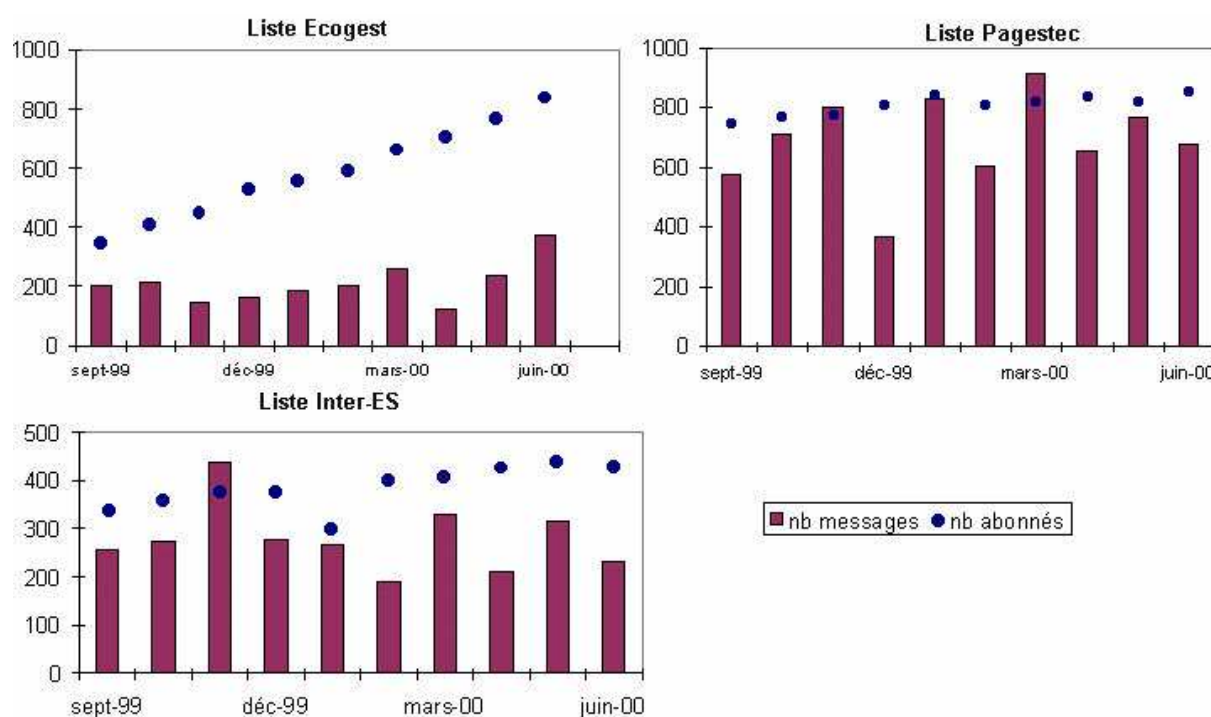 Liste Ecogest
1000
800
600
400
200
0
sept-99 déc-99 mars-00 juin-00
Liste Pagestec
1000
800
600
400
200
0
sept-99 déc-99 mars-00 juin-00
Liste Inter-ES
500
400
300
200
100
0
sept-99 déc-99 mars-00 juin-00
nb messages nb abonnés